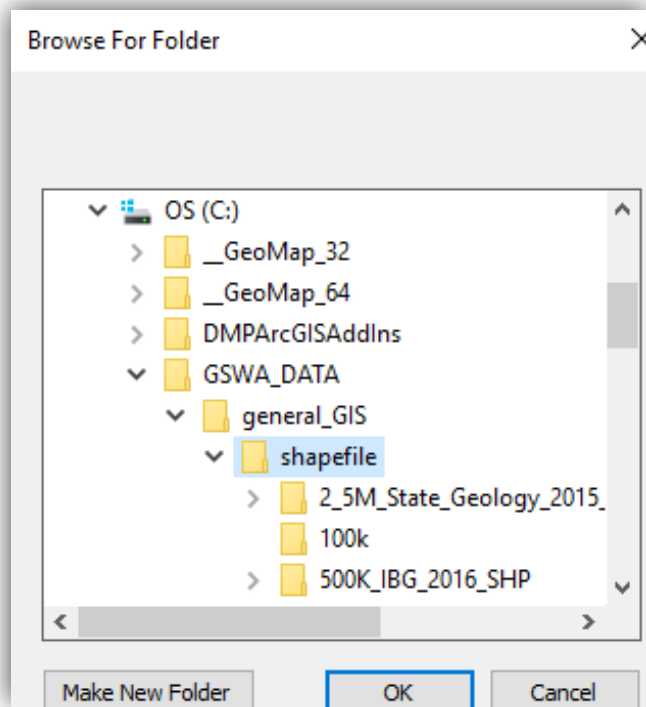 Browse For Folder
OS (C:)
__GeoMap_32
__GeoMap_64
DMPArcGISAddIns
GSWA_DATA
general_GIS
shapefile
2_5M_State_Geology_2015_
100k
500K_IBG_2016_SHP
Make New Folder OK Cancel